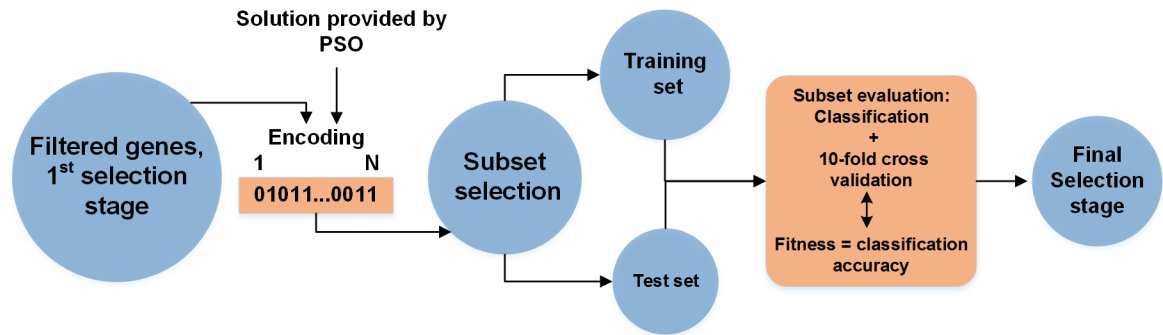 Solution provided by
PSO
Filtered genes,
1st selection
stage
Encoding
1 N
01011...0011
Subset
selection
Training
set
Test set
Subset evaluation:
Classification
+
10-fold cross
validation
Fitness = classification
accuracy
Final
Selection
stage